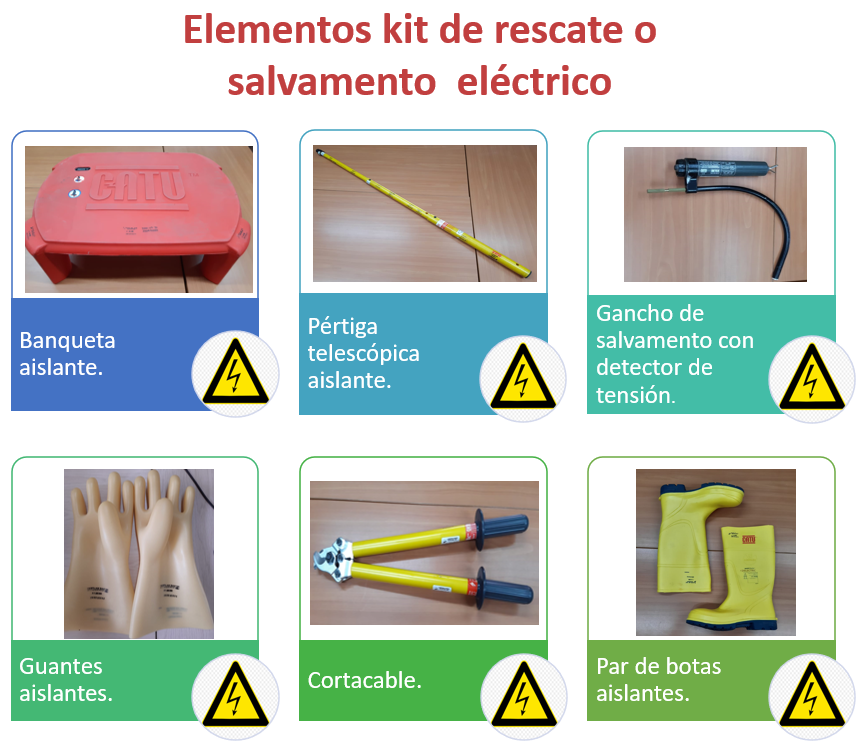 Elementos kit de rescate o
salvamento eléctrico
CATU
Banqueta
aislante.
Pértiga
telescópica
aislante.
Gancho de
salvamento con
detector de
tensión.
Guantes
aislantes.
Cortacable.
CATU
Par de botas
aislantes.